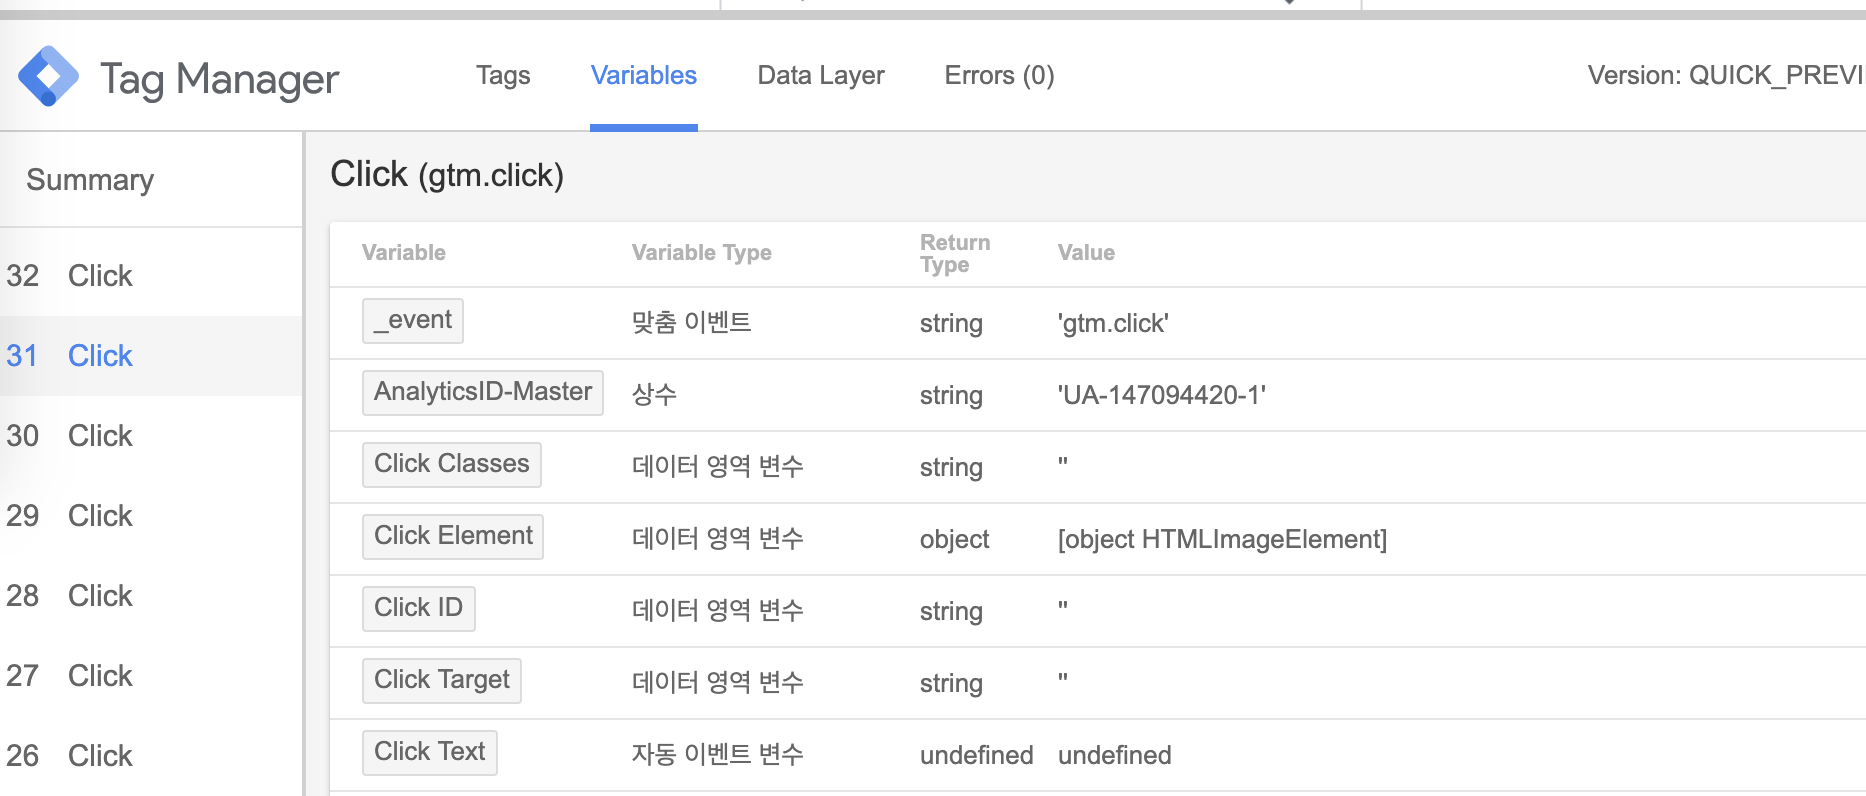 Tag Manager
Tags Variables Data Layer Errors (0)
Version: QUICK_PREVI
Summary
32 Click
31 Click
30 Click
29 Click
28 Click
27 Click
26 Click
Click (gtm.click)
Variable Variable Type Return Type Value
_event 맞춤 이벤트 string 'gtm.click'
AnalyticsID-Master 상수 string 'UA-147094420-1'
Click Classes 데이터 영역 변수 string ''
Click Element 데이터 영역 변수 object [object HTMLImageElement]
Click ID 데이터 영역 변수 string ''
Click Target 데이터 영역 변수 string ''
Click Text 자동 이벤트 변수 undefined undefined